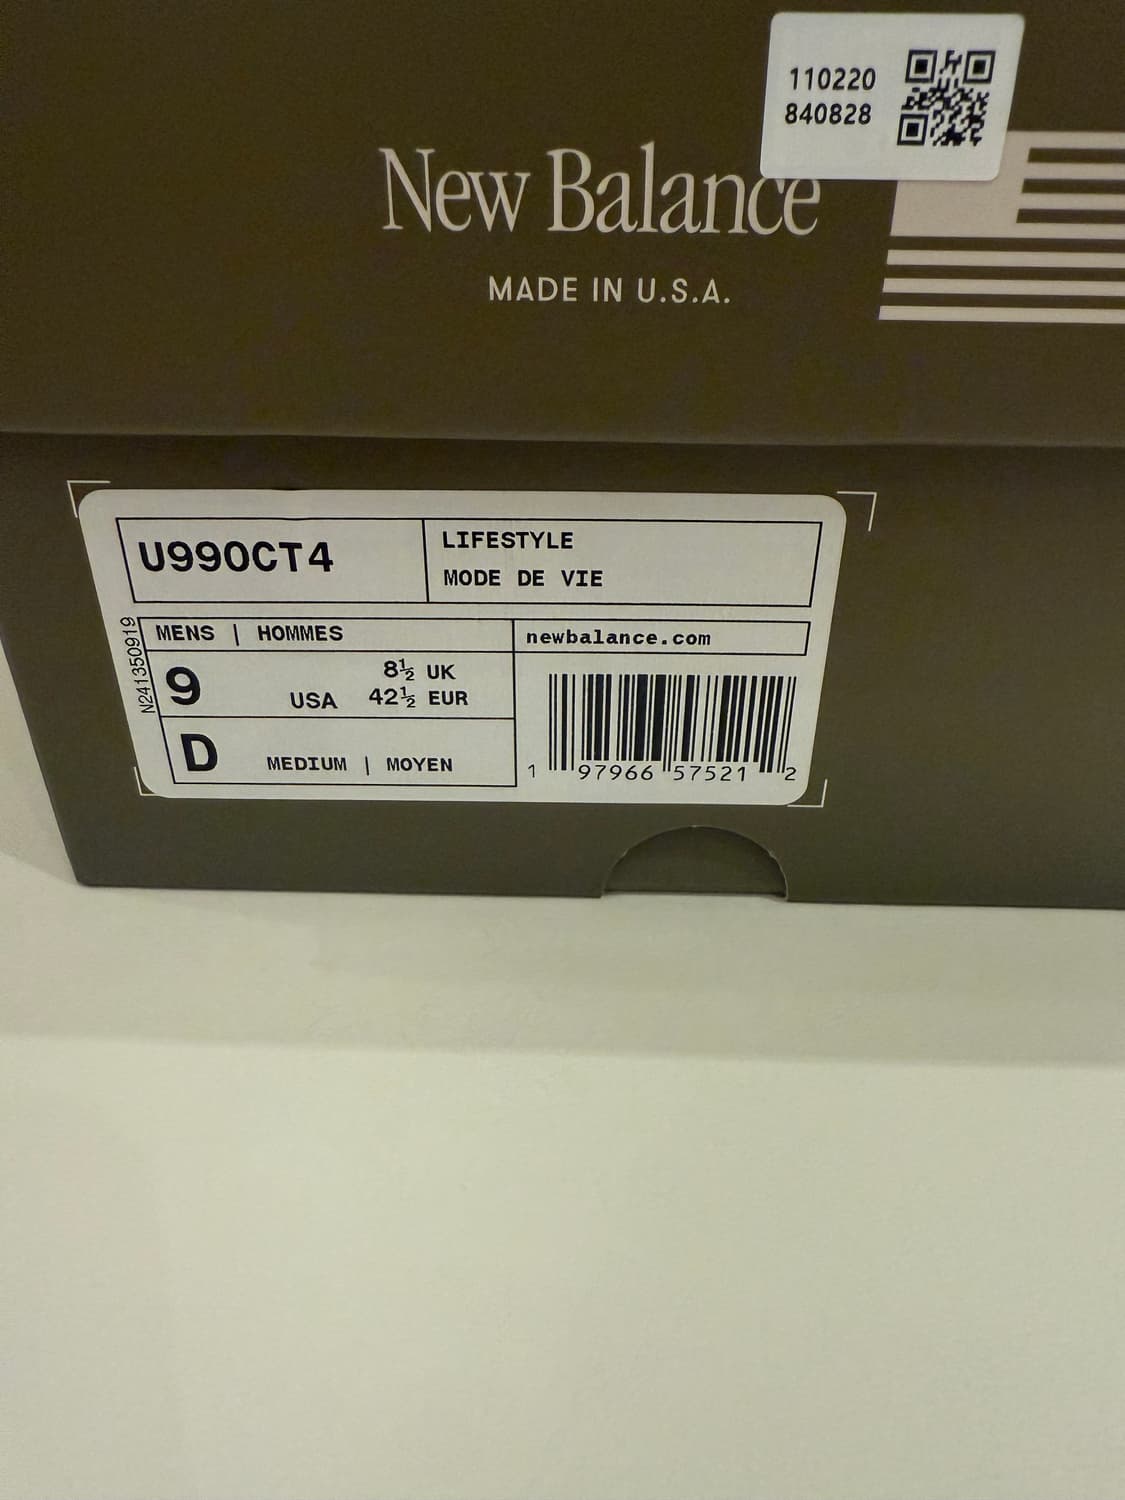 110220
840828
New Balance
MADE IN U.S.A.
U990CT4
LIFESTYLE
MODE DE VIE
N241350919
MENS | HOMMES
newbalance.com
9 USA 8½ UK
42½ EUR
D MEDIUM | MOYEN
1 97966 57521 2